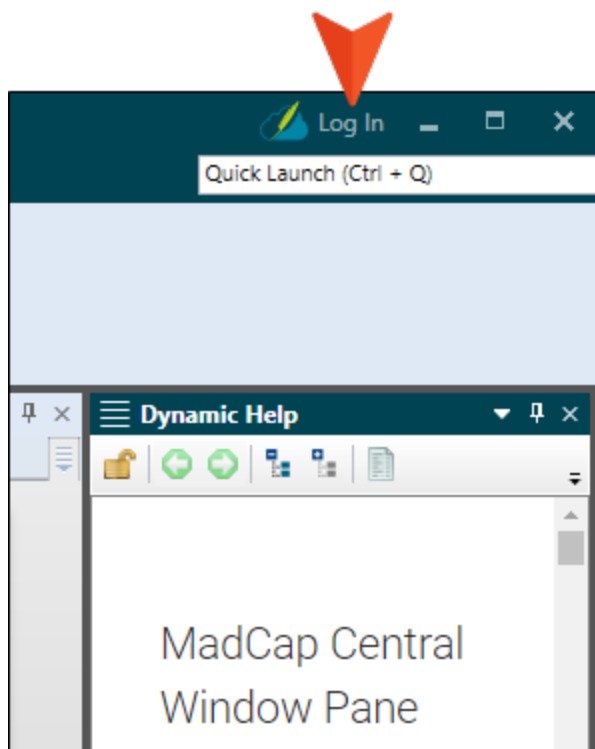 Log In
Quick Launch (Ctrl + Q)
Dynamic Help
MadCap Central
Window Pane